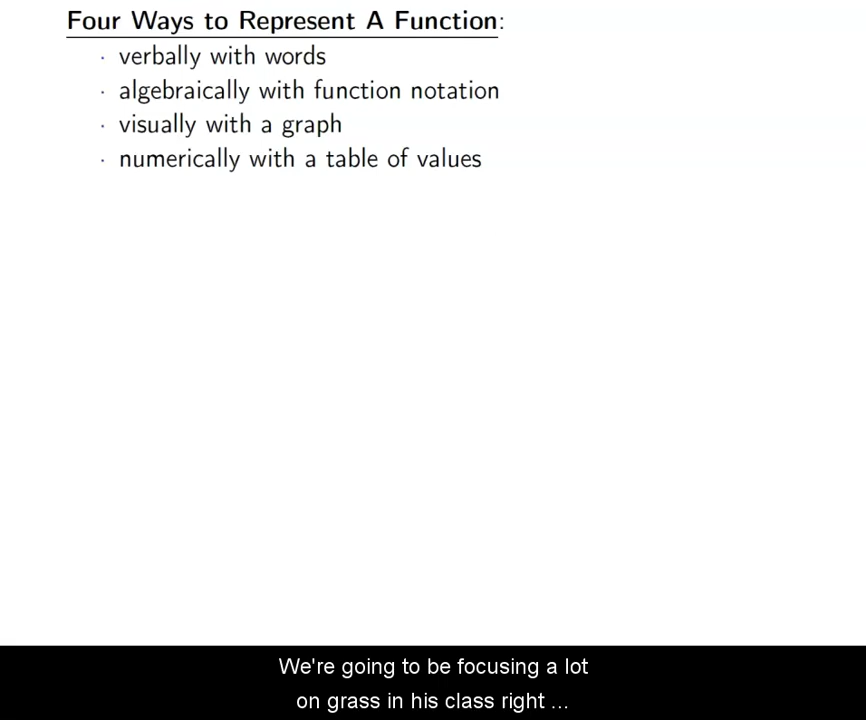 Four Ways to Represent A Function:
· verbally with words
· algebraically with function notation
· visually with a graph
· numerically with a table of values
We're going to be focusing a lot
on grass in his class right ...